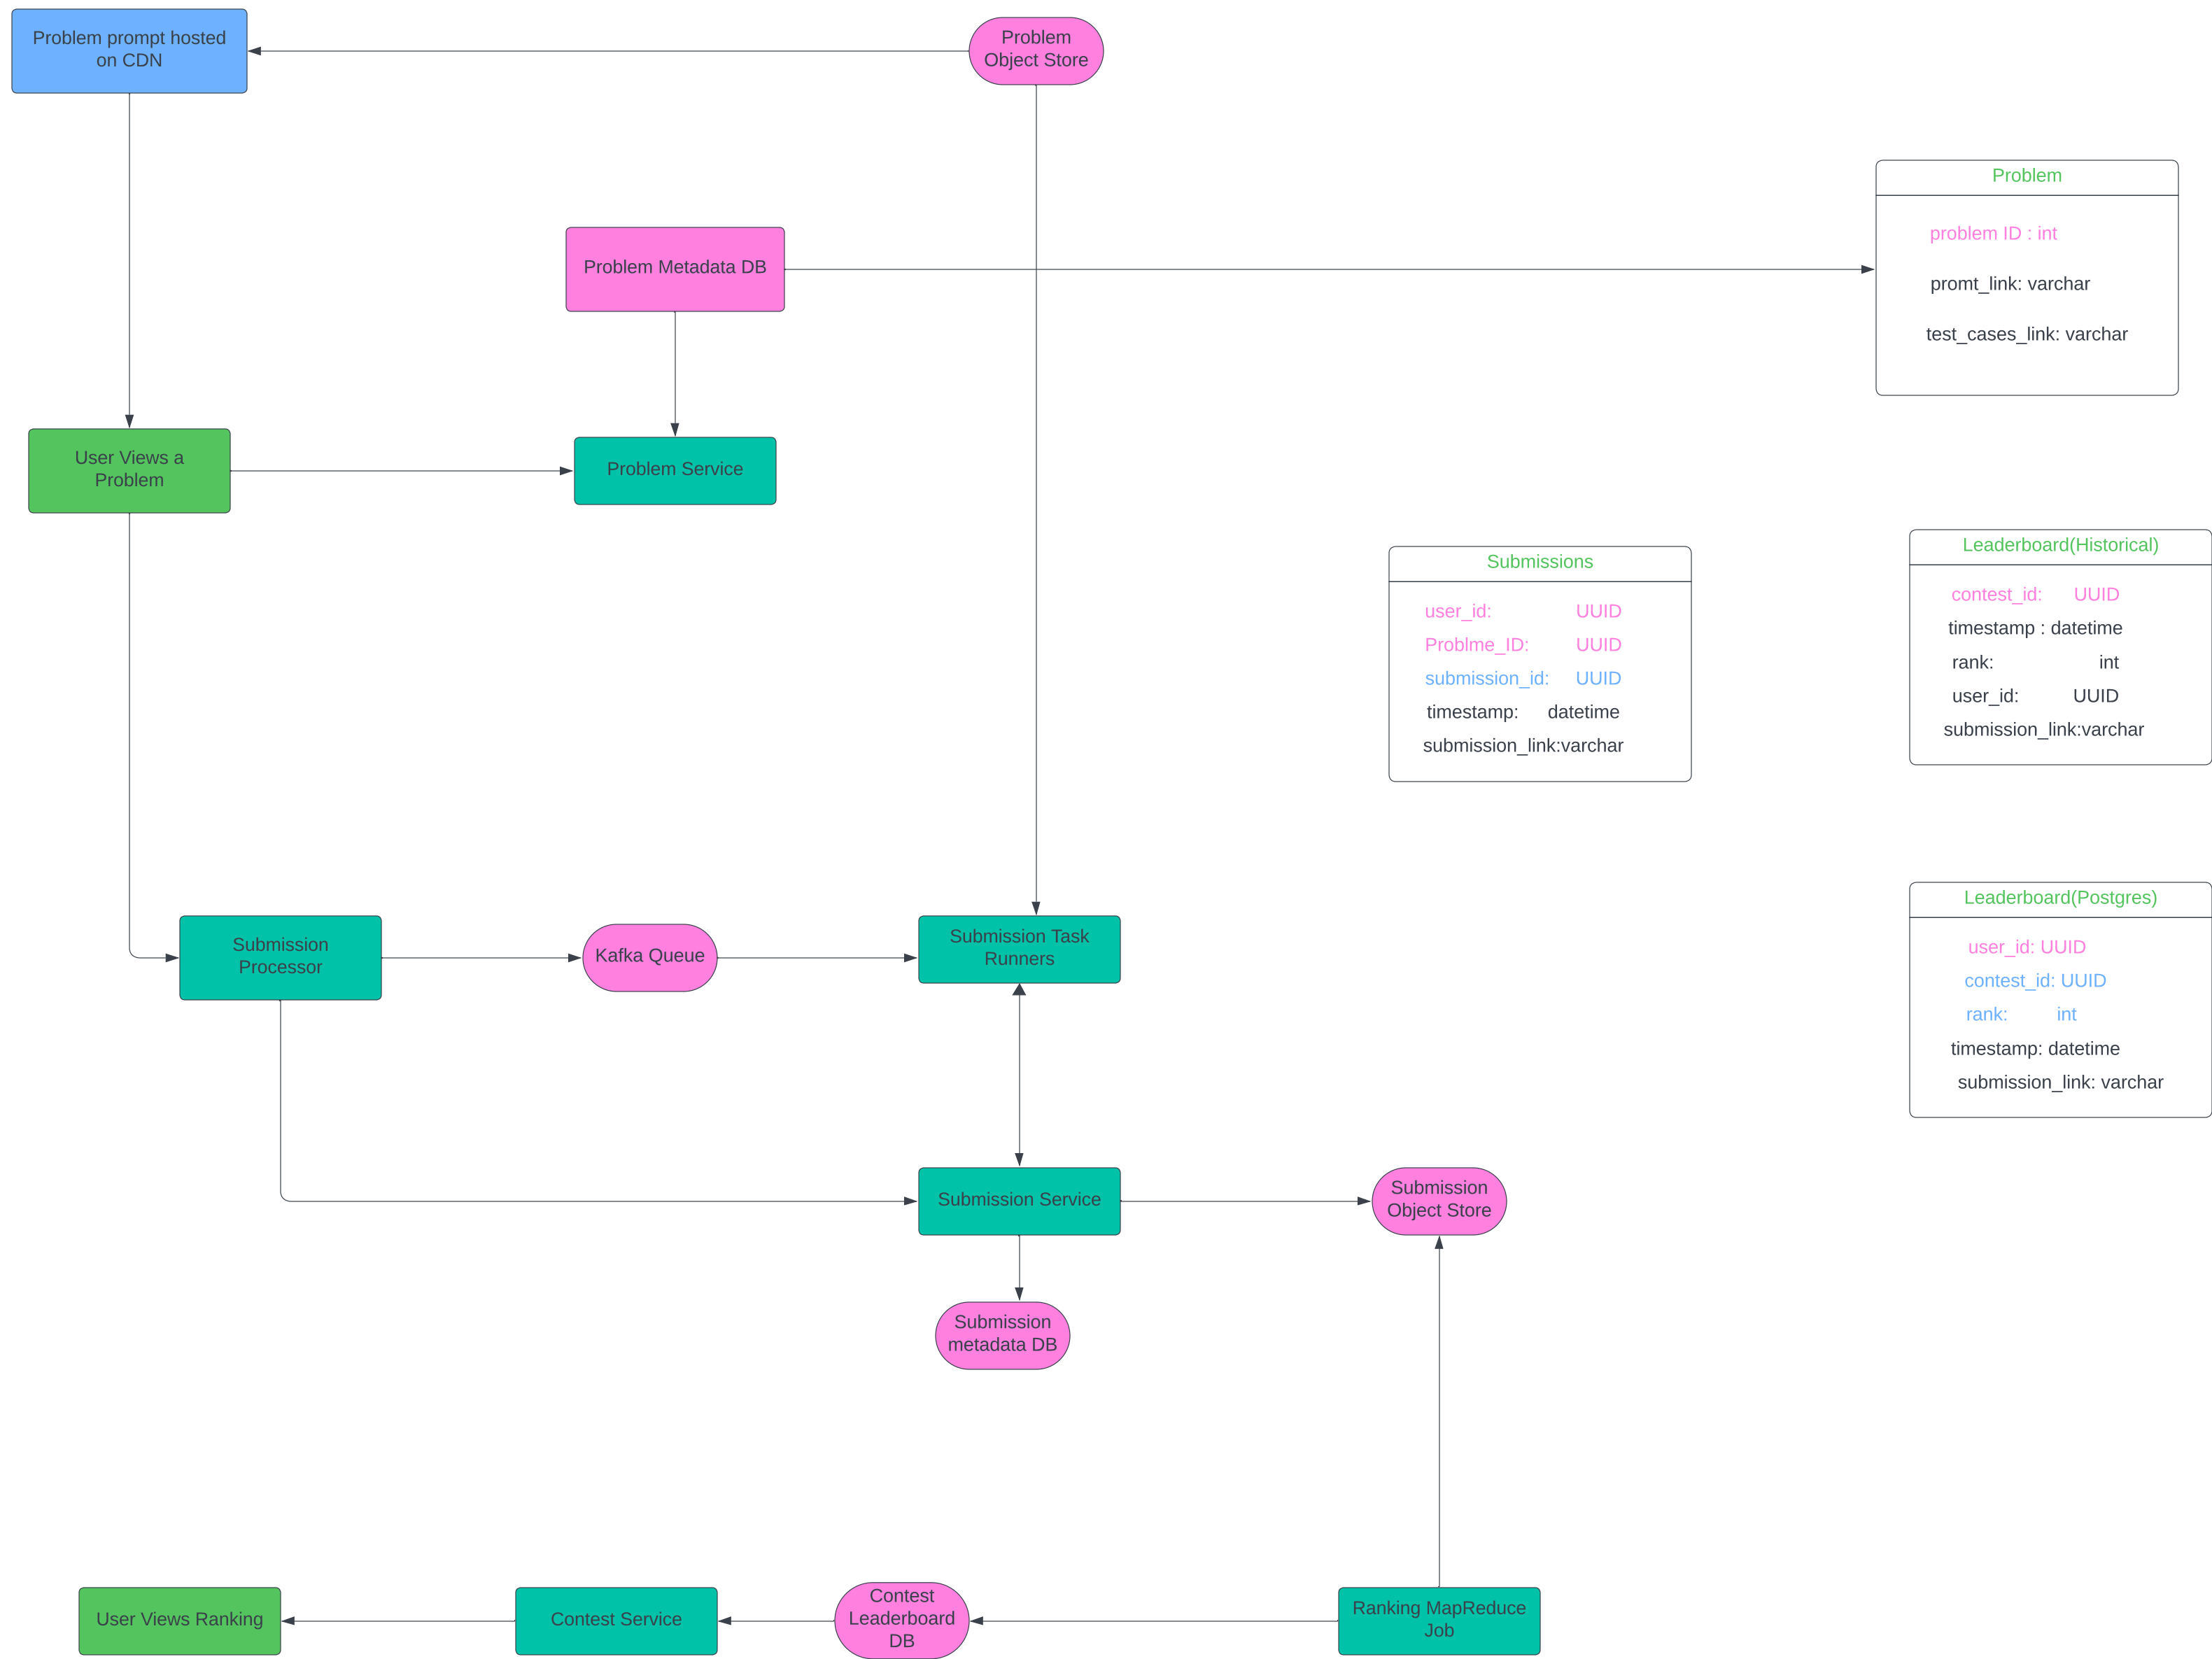 Problem prompt hosted
on CDN
Problem
Object Store
Problem
problem ID : int
promt_link: varchar
test_cases_link: varchar
Problem Metadata DB
User Views a
Problem
Problem Service
Submissions
user_id: UUID
Problme_ID: UUID
submission_id: UUID
timestamp: datetime
submission_link:varchar
Leaderboard(Historical)
contest_id: UUID
timestamp : datetime
rank: int
user_id: UUID
submission_link:varchar
Leaderboard(Postgres)
user_id: UUID
contest_id: UUID
rank: int
timestamp: datetime
submission_link: varchar
Submission
Processor
Kafka Queue
Submission Task
Runners
Submission Service
Submission
Object Store
Submission
metadata DB
User Views Ranking
Contest Service
Contest
Leaderboard
DB
Ranking MapReduce
Job